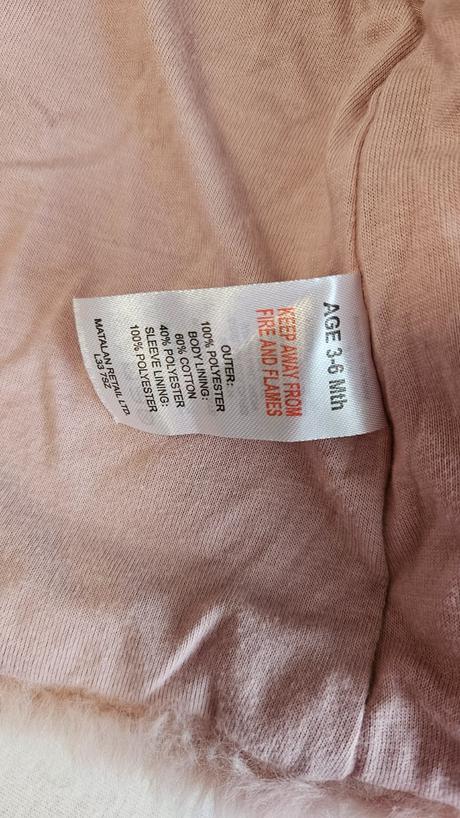 AGE 3-6 Mth
KEEP AWAY FROM
FIRE AND FLAMES
OUTER:
100% POLYESTER
BODY LINING:
60% COTTON
40% POLYESTER
SLEEVE LINING:
100% POLYESTER
MATALAN RETAIL LTD.
L33 7SZ